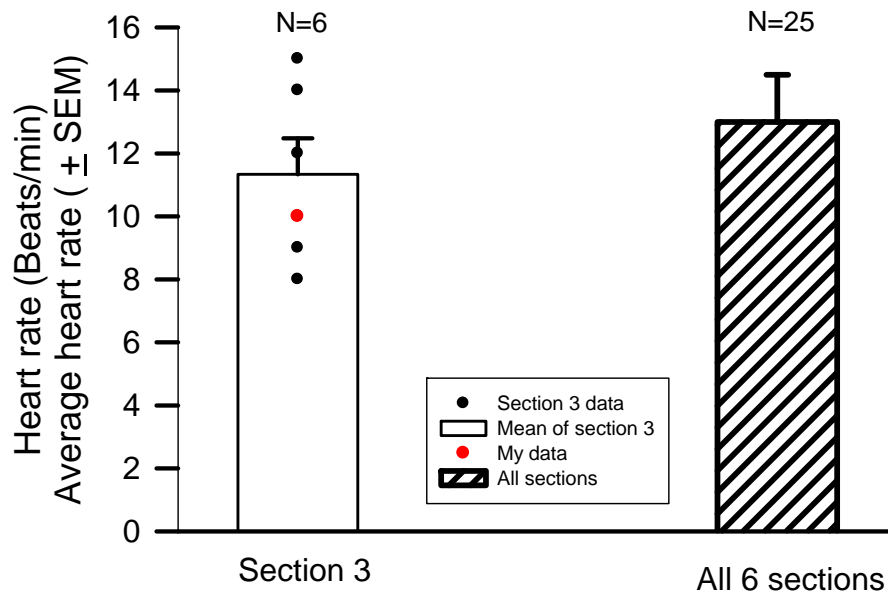 N=6
N=25
Heart rate (Beats/min)
Average heart rate ( ± SEM)
16
14
12
10
8
6
4
2
0
Section 3 data
Mean of section 3
My data
All sections
Section 3
All 6 sections